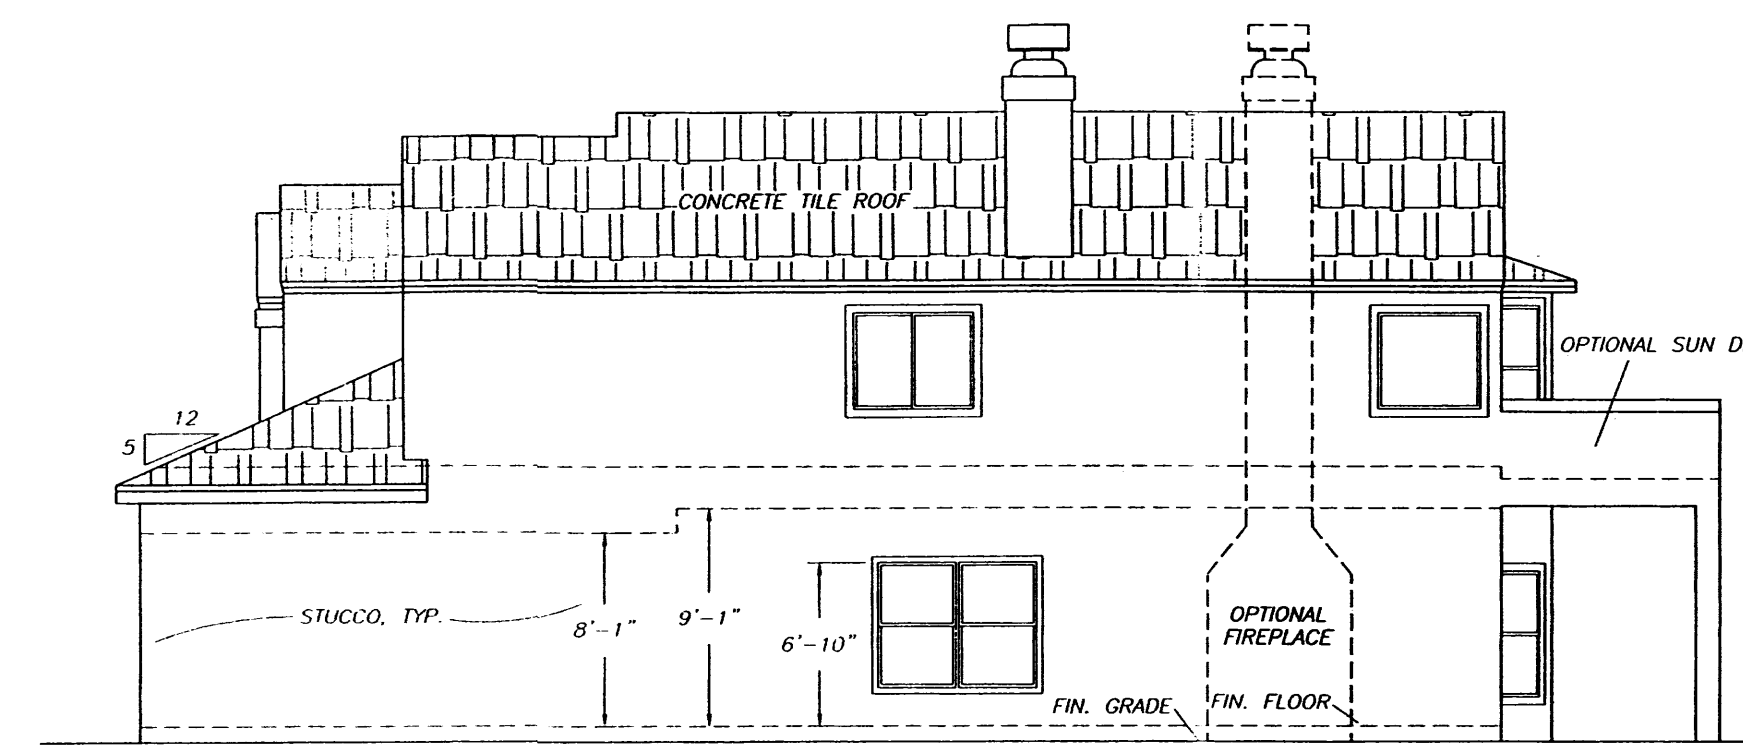 CONCRETE TILE ROOF
OPTIONAL SUN D
12
5
STUCCO, TYP.
8'-1"
9'-1"
6'-10"
OPTIONAL
FIREPLACE
FIN. GRADE
FIN. FLOOR